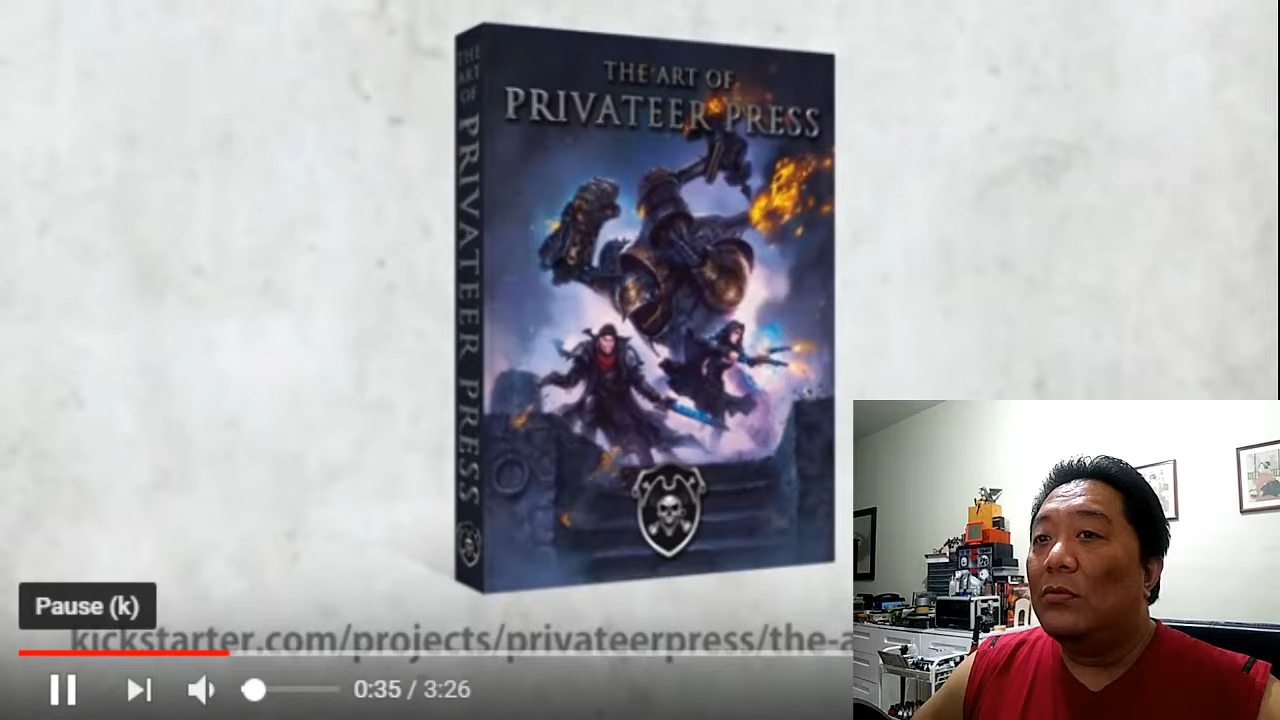 THE ART OF
PRIVATEER PRESS
THE ART OF PRIVATEER PRESS
Pause (k)
kickstarter.com/projects/privateerpress/the-a
0:35 / 3:26